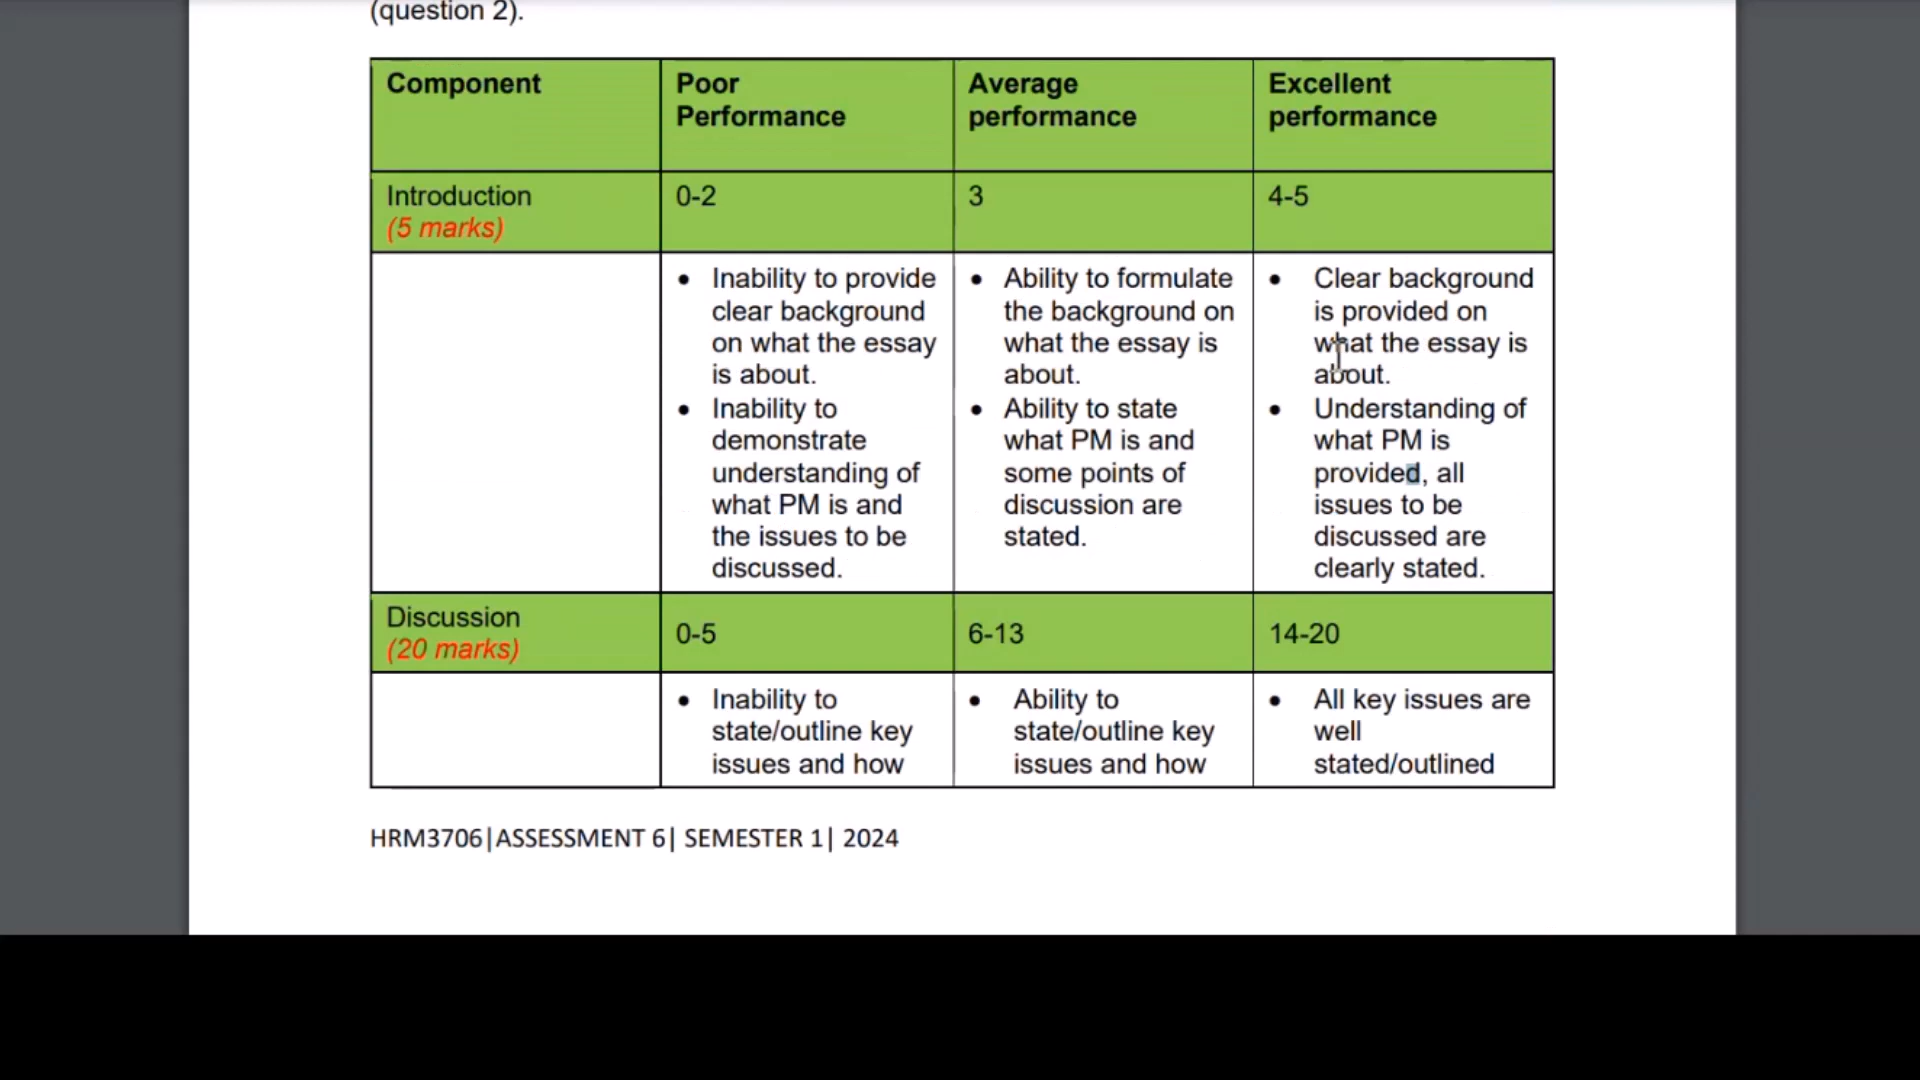 (question 2).
Component
Poor
Performance
Average
performance
Excellent
performance
Introduction
(5 marks)
0-2
3
4-5
• Inability to provide
clear background
on what the essay
is about.
• Inability to
demonstrate
understanding of
what PM is and
the issues to be
discussed.
• Ability to formulate
the background on
what the essay is
about.
• Ability to state
what PM is and
some points of
discussion are
stated.
• Clear background
is provided on
what the essay is
about.
• Understanding of
what PM is
provided, all
issues to be
discussed are
clearly stated.
Discussion
(20 marks)
0-5
6-13
14-20
• Inability to
state/outline key
issues and how
• Ability to
state/outline key
issues and how
• All key issues are
well
stated/outlined
HRM3706|ASSESSMENT 6| SEMESTER 1| 2024